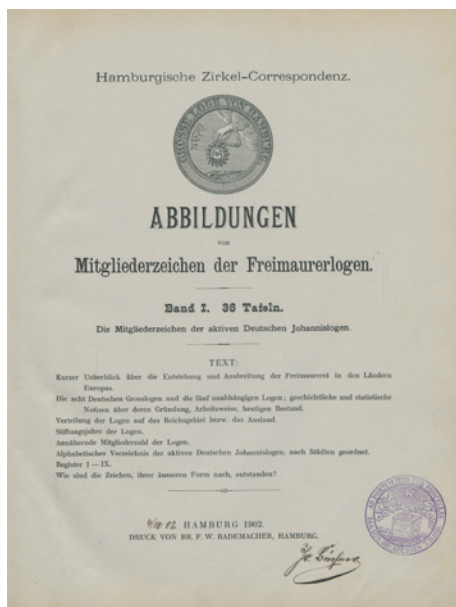 Hamburgische Zirkel-Correspondenz.
GROSSE LOGE VON HAMBURG
ABBILDUNGEN
von
Mitgliederzeichen der Freimaurerlogen.
Band I. 36 Tafeln.
Die Mitgliederzeichen der aktiven Deutschen Johannislogen.
TEXT:
Kurzer Ueberblick über die Entstehung und Ausbreitung der Freimaurerei in den Ländern
Europas.
Die acht Deutschen Grosslogen und die fünf unabhängigen Logen; geschichtliche und statistische
Notizen über deren Gründung, Arbeitsweise, heutigen Bestand.
Verteilung der Logen auf das Reichsgebiet bezw. das Ausland.
Stiftungsjahre der Logen.
Annähernde Mitgliederzahl der Logen.
Alphabetisches Verzeichnis der aktiven Deutschen Johannislogen, nach Städten geordnet.
Register I—IX.
Wie sind die Zeichen, ihrer äusseren Form nach, entstanden?
HAMBURG 1902.
DRUCK VON BR. F. W. RADEMACHER, HAMBURG.